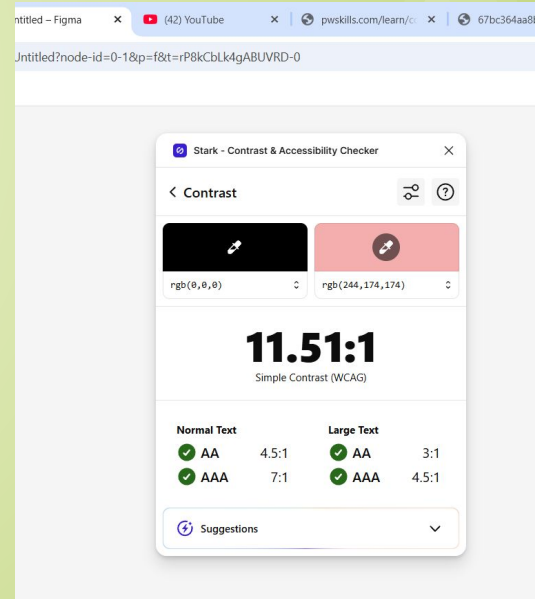 ntitled – Figma
(42) YouTube
pwskills.com/learn/c
67bc364aa8b
Untitled?node-id=0-1&p=f&t=rP8kCbLk4gABUVRD-0
Stark - Contrast & Accessibility Checker
Contrast
rgb(0,0,0)
rgb(244,174,174)
11.51:1
Simple Contrast (WCAG)
Normal Text
Large Text
AA 4.5:1
AA 3:1
AAA 7:1
AAA 4.5:1
Suggestions